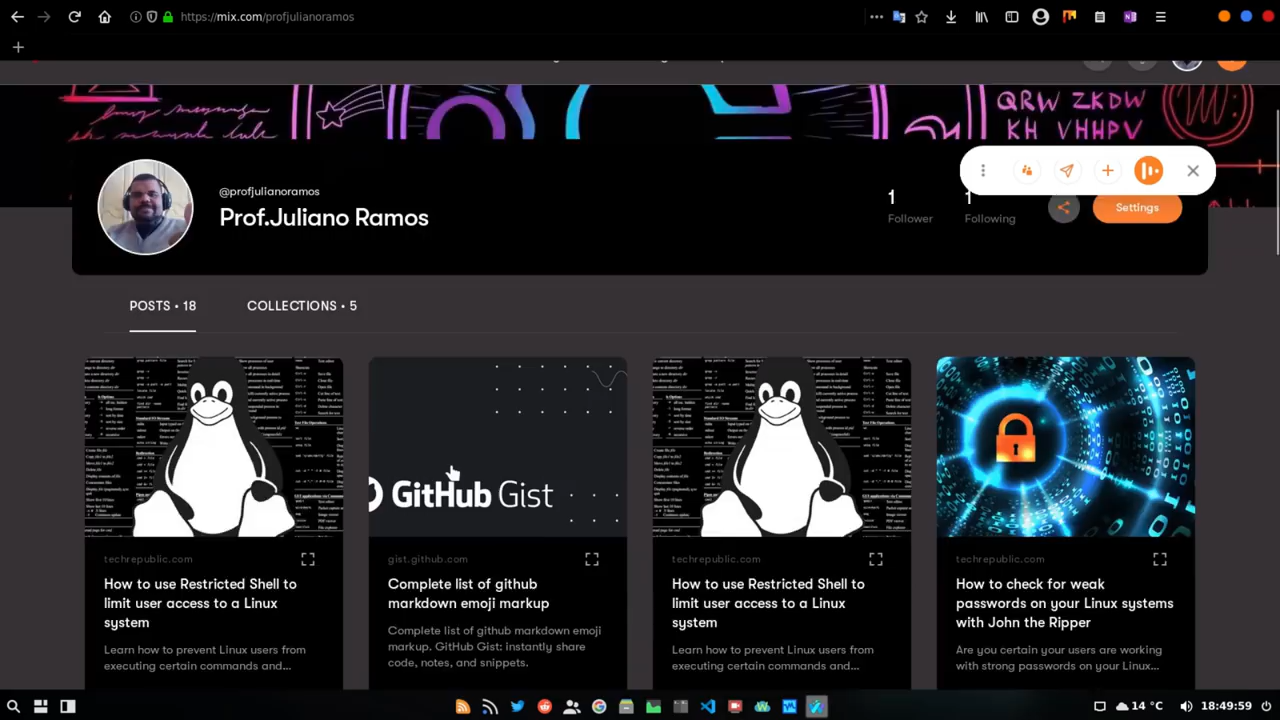 https://mix.com/profjulianoramos
QRW ZKDW
KH VHHPV
@profjulianoramos
Prof.Juliano Ramos
1
Follower
1
Following
Settings
POSTS • 18
COLLECTIONS • 5
GitHub Gist
techrepublic.com
How to use Restricted Shell to
limit user access to a Linux
system
Learn how to prevent Linux users from
executing certain commands and...
gist.github.com
Complete list of github
markdown emoji markup
Complete list of github markdown emoji
markup. GitHub Gist: instantly share
code, notes, and snippets.
techrepublic.com
How to use Restricted Shell to
limit user access to a Linux
system
Learn how to prevent Linux users from
executing certain commands and...
techrepublic.com
How to check for weak
passwords on your Linux systems
with John the Ripper
Are you certain your users are working
with strong passwords on your Linux...
14 °C
18:49:59